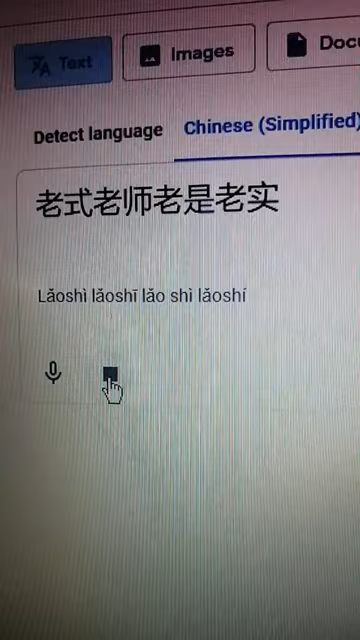 Text
Images
Docu
Detect language
Chinese (Simplified)
老式老师老是老实
Lǎoshì lǎoshī lǎo shì lǎoshí